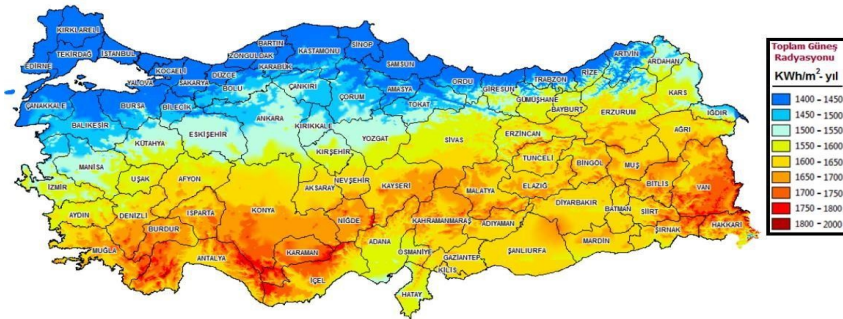 KIRKLARELİ
EDİRNE
TEKİRDAĞ
İSTANBUL
KOCAELİ
YALOVA
SAKARYA
DÜZCE
ZONGULDAK
BARTIN
KARABÜK
KASTAMONU
SİNOP
SAMSUN
ORDU
GİRESUN
TRABZON
RİZE
ARTVİN
ARDAHAN
KARS
IĞDIR
ÇANAKKALE
BURSA
BİLECİK
BOLU
ÇANKIRI
ÇORUM
AMASYA
TOKAT
GÜMÜŞHANE
BAYBURT
ERZURUM
AĞRI
BALIKESİR
KÜTAHYA
ESKİŞEHİR
ANKARA
KIRIKKALE
YOZGAT
SİVAS
ERZİNCAN
TUNCELİ
BİNGÖL
MUŞ
BİTLİS
VAN
MANİSA
İZMİR
UŞAK
AFYON
KIRŞEHİR
NEVŞEHİR
AKSARAY
KAYSERİ
MALATYA
ELAZIĞ
DİYARBAKIR
BATMAN
SİİRT
ŞIRNAK
HAKKARİ
AYDIN
DENİZLİ
ISPARTA
BURDUR
KONYA
NİĞDE
KAHRAMANMARAŞ
ADIYAMAN
MARDİN
MUĞLA
ANTALYA
KARAMAN
İÇEL
ADANA
OSMANİYE
GAZİANTEP
KİLİS
ŞANLIURFA
HATAY
Toplam Güneş
Radyasyonu
KWh/m²- yıl
1400 - 1450
1450 - 1500
1500 - 1550
1550 - 1600
1600 - 1650
1650 - 1700
1700 - 1750
1750 - 1800
1800 - 2000